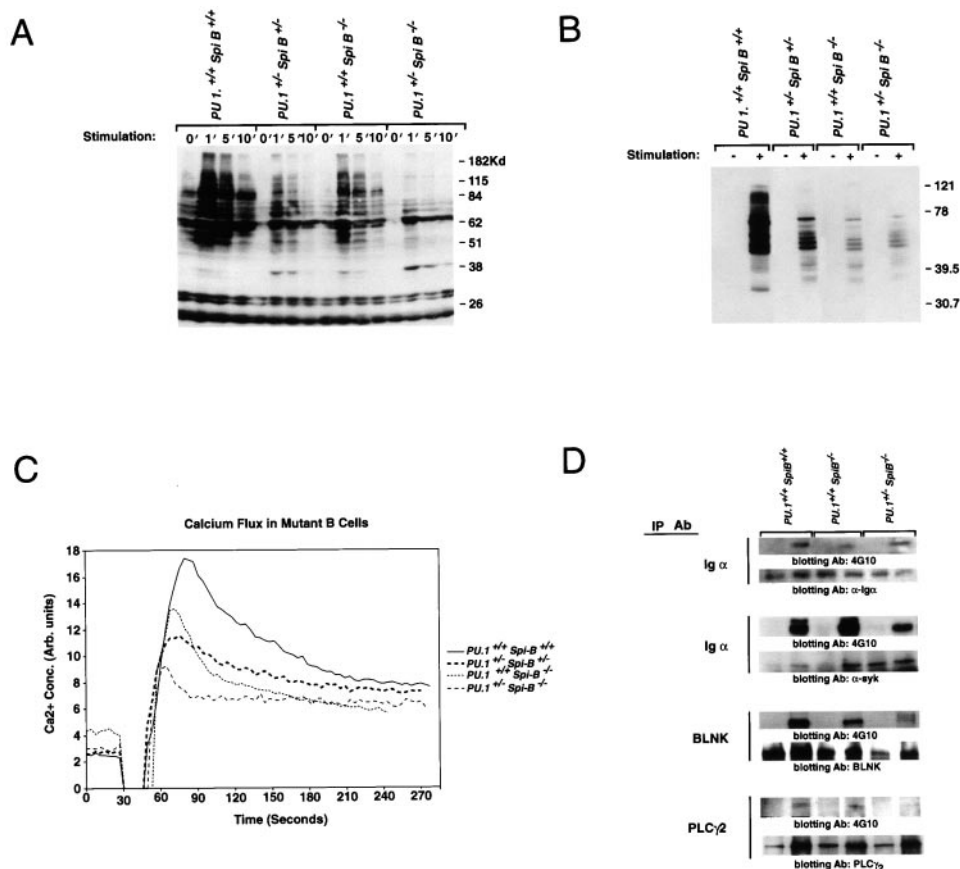 A
PU 1. +/+ Spi B +/+
PU.1 +/- Spi B +/-
PU.1 +/+ Spi B -/-
PU.1 +/- Spi B -/-
Stimulation:
0' 1' 5' 10' 0' 1' 5' 10' 0' 1' 5' 10' 0' 1' 5' 10'
- 182Kd
- 115
- 84
- 62
- 51
- 38
- 26
B
PU 1. +/+ Spi B +/+
PU.1 +/- Spi B +/-
PU.1 +/+ Spi B -/-
PU.1 +/- Spi B -/-
Stimulation: - + - + - + - +
- 121
- 78
- 39.5
- 30.7
C
Calcium Flux in Mutant B Cells
Ca2+ Conc. (Arb. units)
18
16
14
12
10
8
6
4
2
0
0 30 60 90 120 150 180 210 240 270
Time (Seconds)
PU.1 +/+ Spi-B +/+
PU.1 +/- Spi-B +/-
PU.1 +/+ Spi-B -/-
PU.1 +/- Spi-B -/-
D
PU.1 +/+ SpiB +/+
PU.1 +/+ SpiB -/-
PU.1 +/- SpiB -/-
IP Ab
Ig α
blotting Ab: 4G10
blotting Ab: α-Igα
Ig α
blotting Ab: 4G10
blotting Ab: α-syk
BLNK
blotting Ab: 4G10
blotting Ab: BLNK
PLCγ2
blotting Ab: 4G10
blotting Ab: PLCγ2